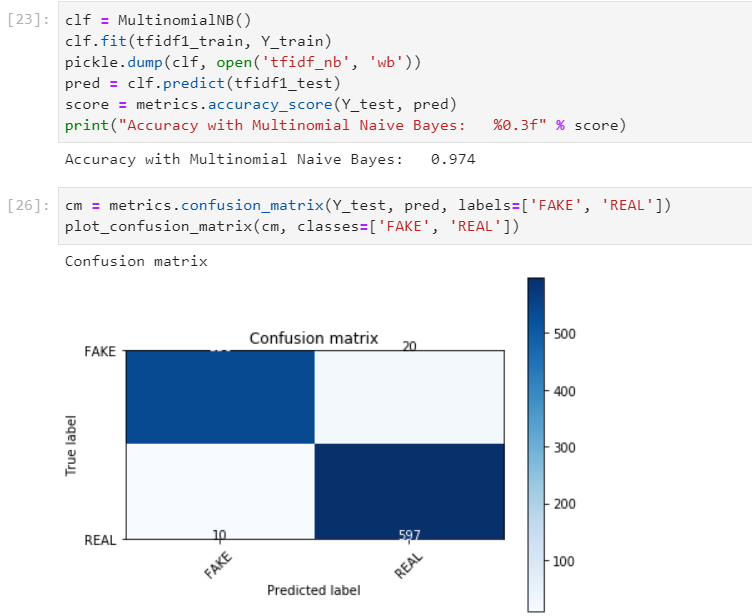 [23]: clf = MultinomialNB()
clf.fit(tfidf1_train, Y_train)
pickle.dump(clf, open('tfidf_nb', 'wb'))
pred = clf.predict(tfidf1_test)
score = metrics.accuracy_score(Y_test, pred)
print("Accuracy with Multinomial Naive Bayes:   %0.3f" % score)
Accuracy with Multinomial Naive Bayes:   0.974
[26]: cm = metrics.confusion_matrix(Y_test, pred, labels=['FAKE', 'REAL'])
plot_confusion_matrix(cm, classes=['FAKE', 'REAL'])
Confusion matrix
Confusion matrix
FAKE
20
True label
REAL
10
597
FAKE
REAL
Predicted label
500
400
300
200
100